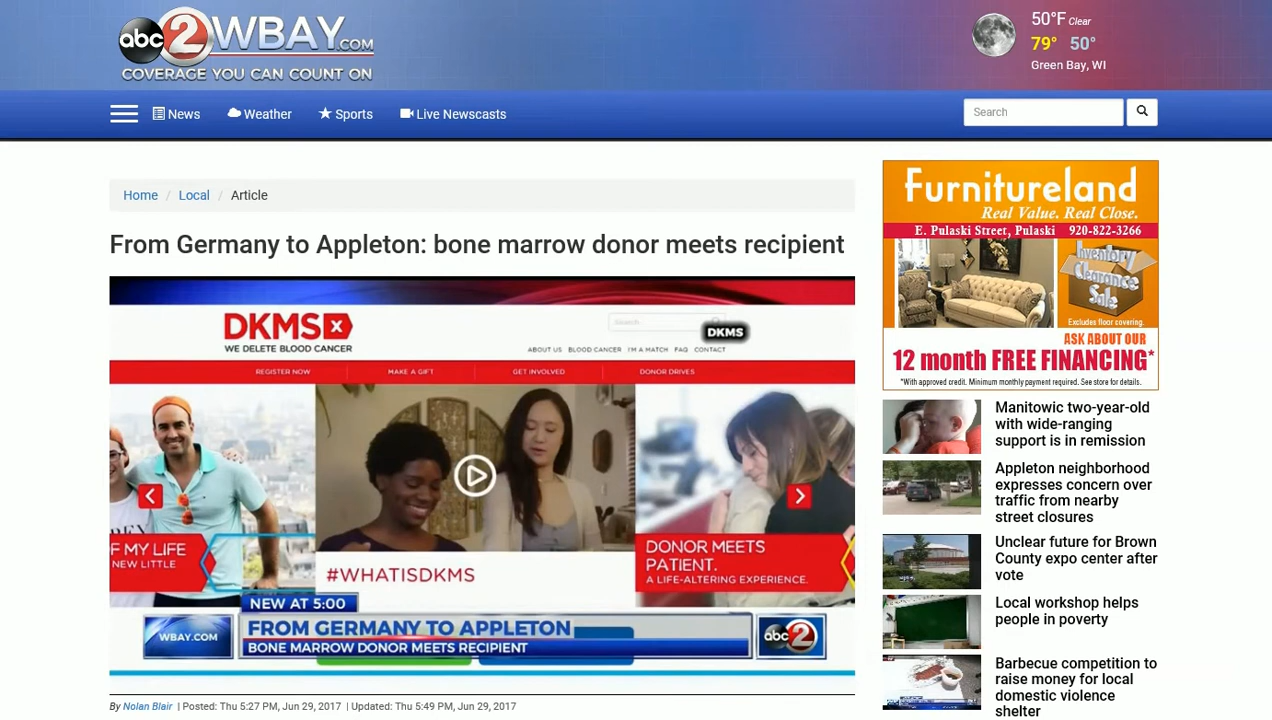 abc 2 WBAY.COM
COVERAGE YOU CAN COUNT ON
50°F Clear
79° 50°
Green Bay, WI
News Weather Sports Live Newscasts
Search
Home / Local / Article
From Germany to Appleton: bone marrow donor meets recipient
DKMS
WE DELETE BLOOD CANCER
Search...
DKMS
ABOUT US BLOOD CANCER I'M A MATCH FAQ CONTACT
REGISTER NOW MAKE A GIFT GET INVOLVED DONOR DRIVES
OF MY LIFE
NEW LITTLE
#WHATISDKMS
DONOR MEETS
PATIENT.
A LIFE-ALTERING EXPERIENCE.
NEW AT 5:00
WBAY.COM
FROM GERMANY TO APPLETON
BONE MARROW DONOR MEETS RECIPIENT
abc 2
By Nolan Blair | Posted: Thu 5:27 PM, Jun 29, 2017 | Updated: Thu 5:49 PM, Jun 29, 2017
Furnitureland
Real Value. Real Close.
E. Pulaski Street, Pulaski 920-822-3266
Inventory
Clearance
Sale
Excludes floor covering.
ASK ABOUT OUR
12 month FREE FINANCING*
*With approved credit. Minimum monthly payment required. See store for details.
Manitowic two-year-old
with wide-ranging
support is in remission
Appleton neighborhood
expresses concern over
traffic from nearby
street closures
Unclear future for Brown
County expo center after
vote
Local workshop helps
people in poverty
Barbecue competition to
raise money for local
domestic violence
shelter